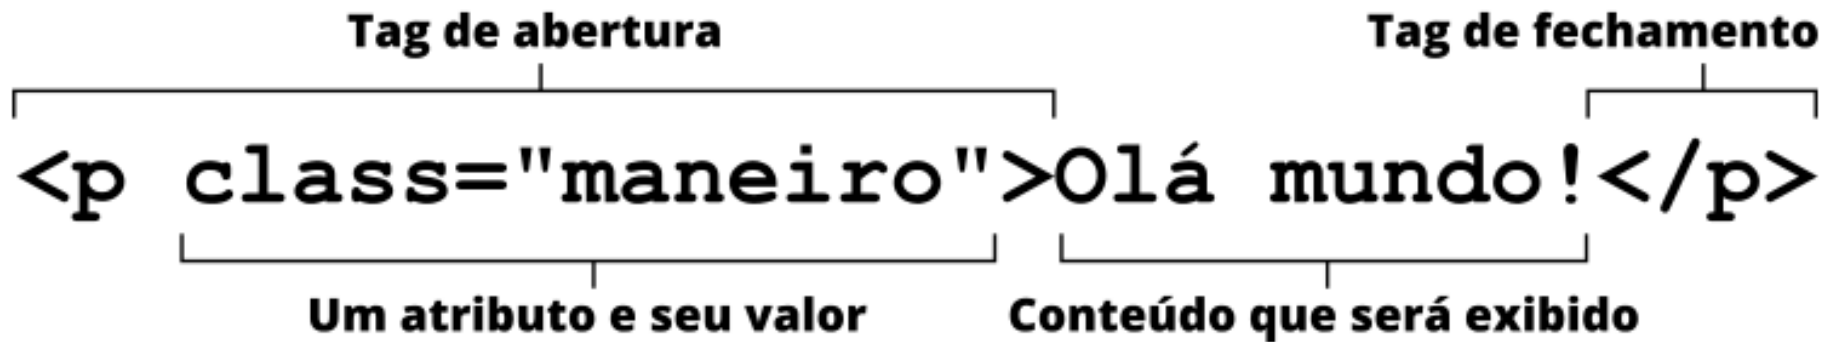 Tag de abertura Tag de fechamento
<p class="maneiro">Olá mundo!</p>
Um atributo e seu valor Conteúdo que será exibido